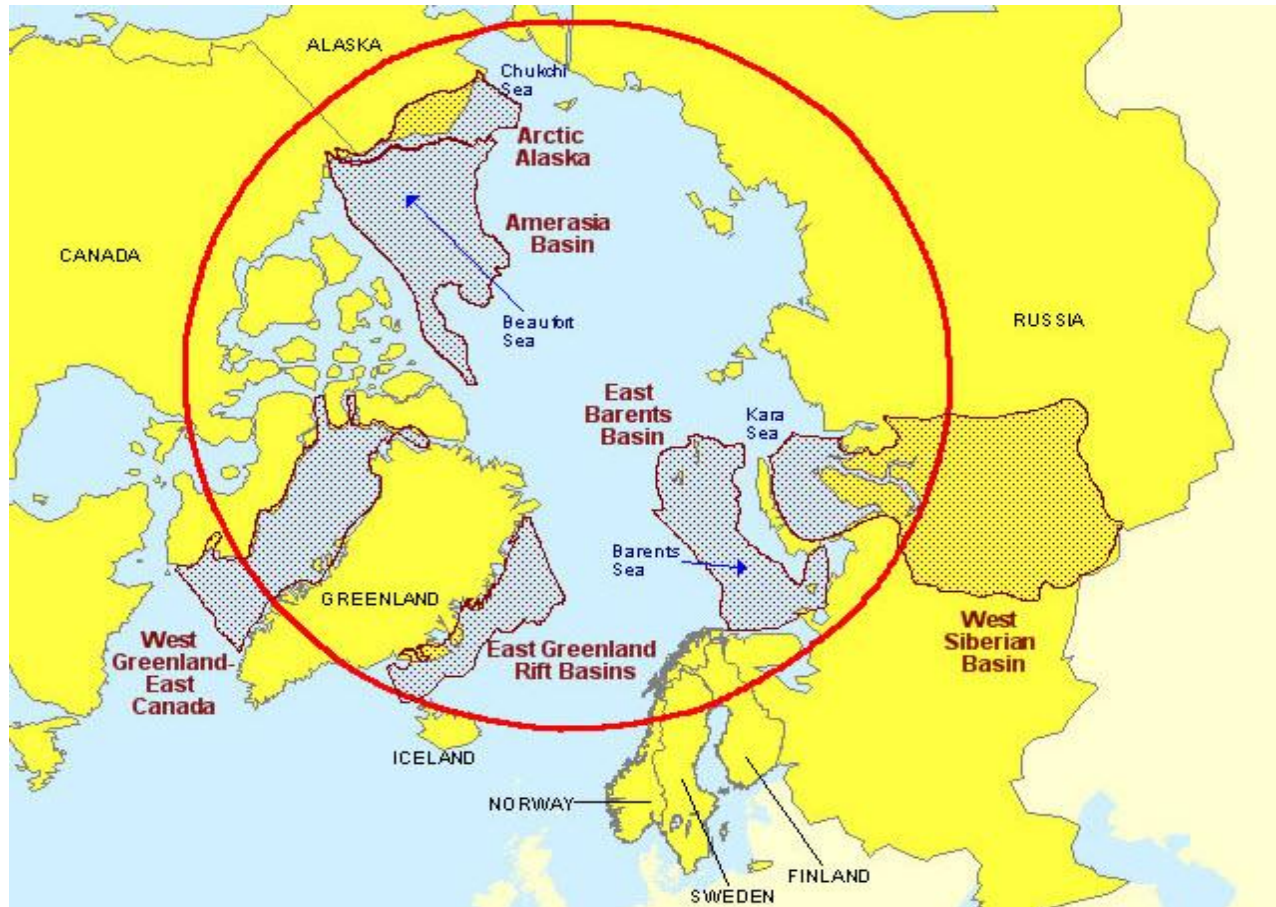 ALASKA
Chukchi
Sea
Arctic
Alaska
Amerasia
Basin
CANADA
Beaufort
Sea
RUSSIA
East
Barents
Basin
Kara
Sea
Barents
Sea
GREENLAND
West
Greenland-
East
Canada
East Greenland
Rift Basins
West
Siberian
Basin
ICELAND
NORWAY
FINLAND
SWEDEN